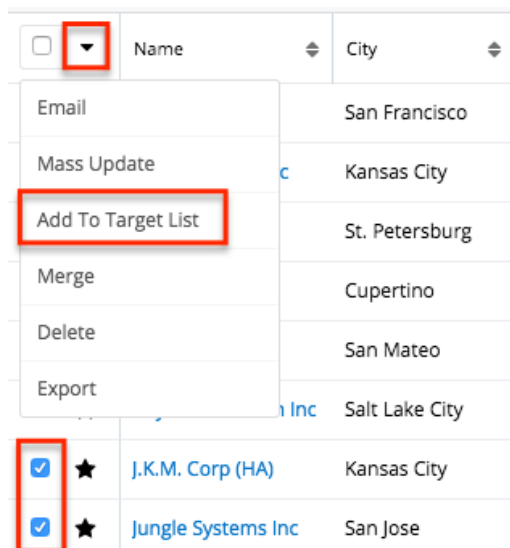 Name City
Email
San Francisco
Mass Update
c Kansas City
Add To Target List
St. Petersburg
Merge
Cupertino
Delete
San Mateo
Export
n Inc Salt Lake City
J.K.M. Corp (HA) Kansas City
Jungle Systems Inc San Jose